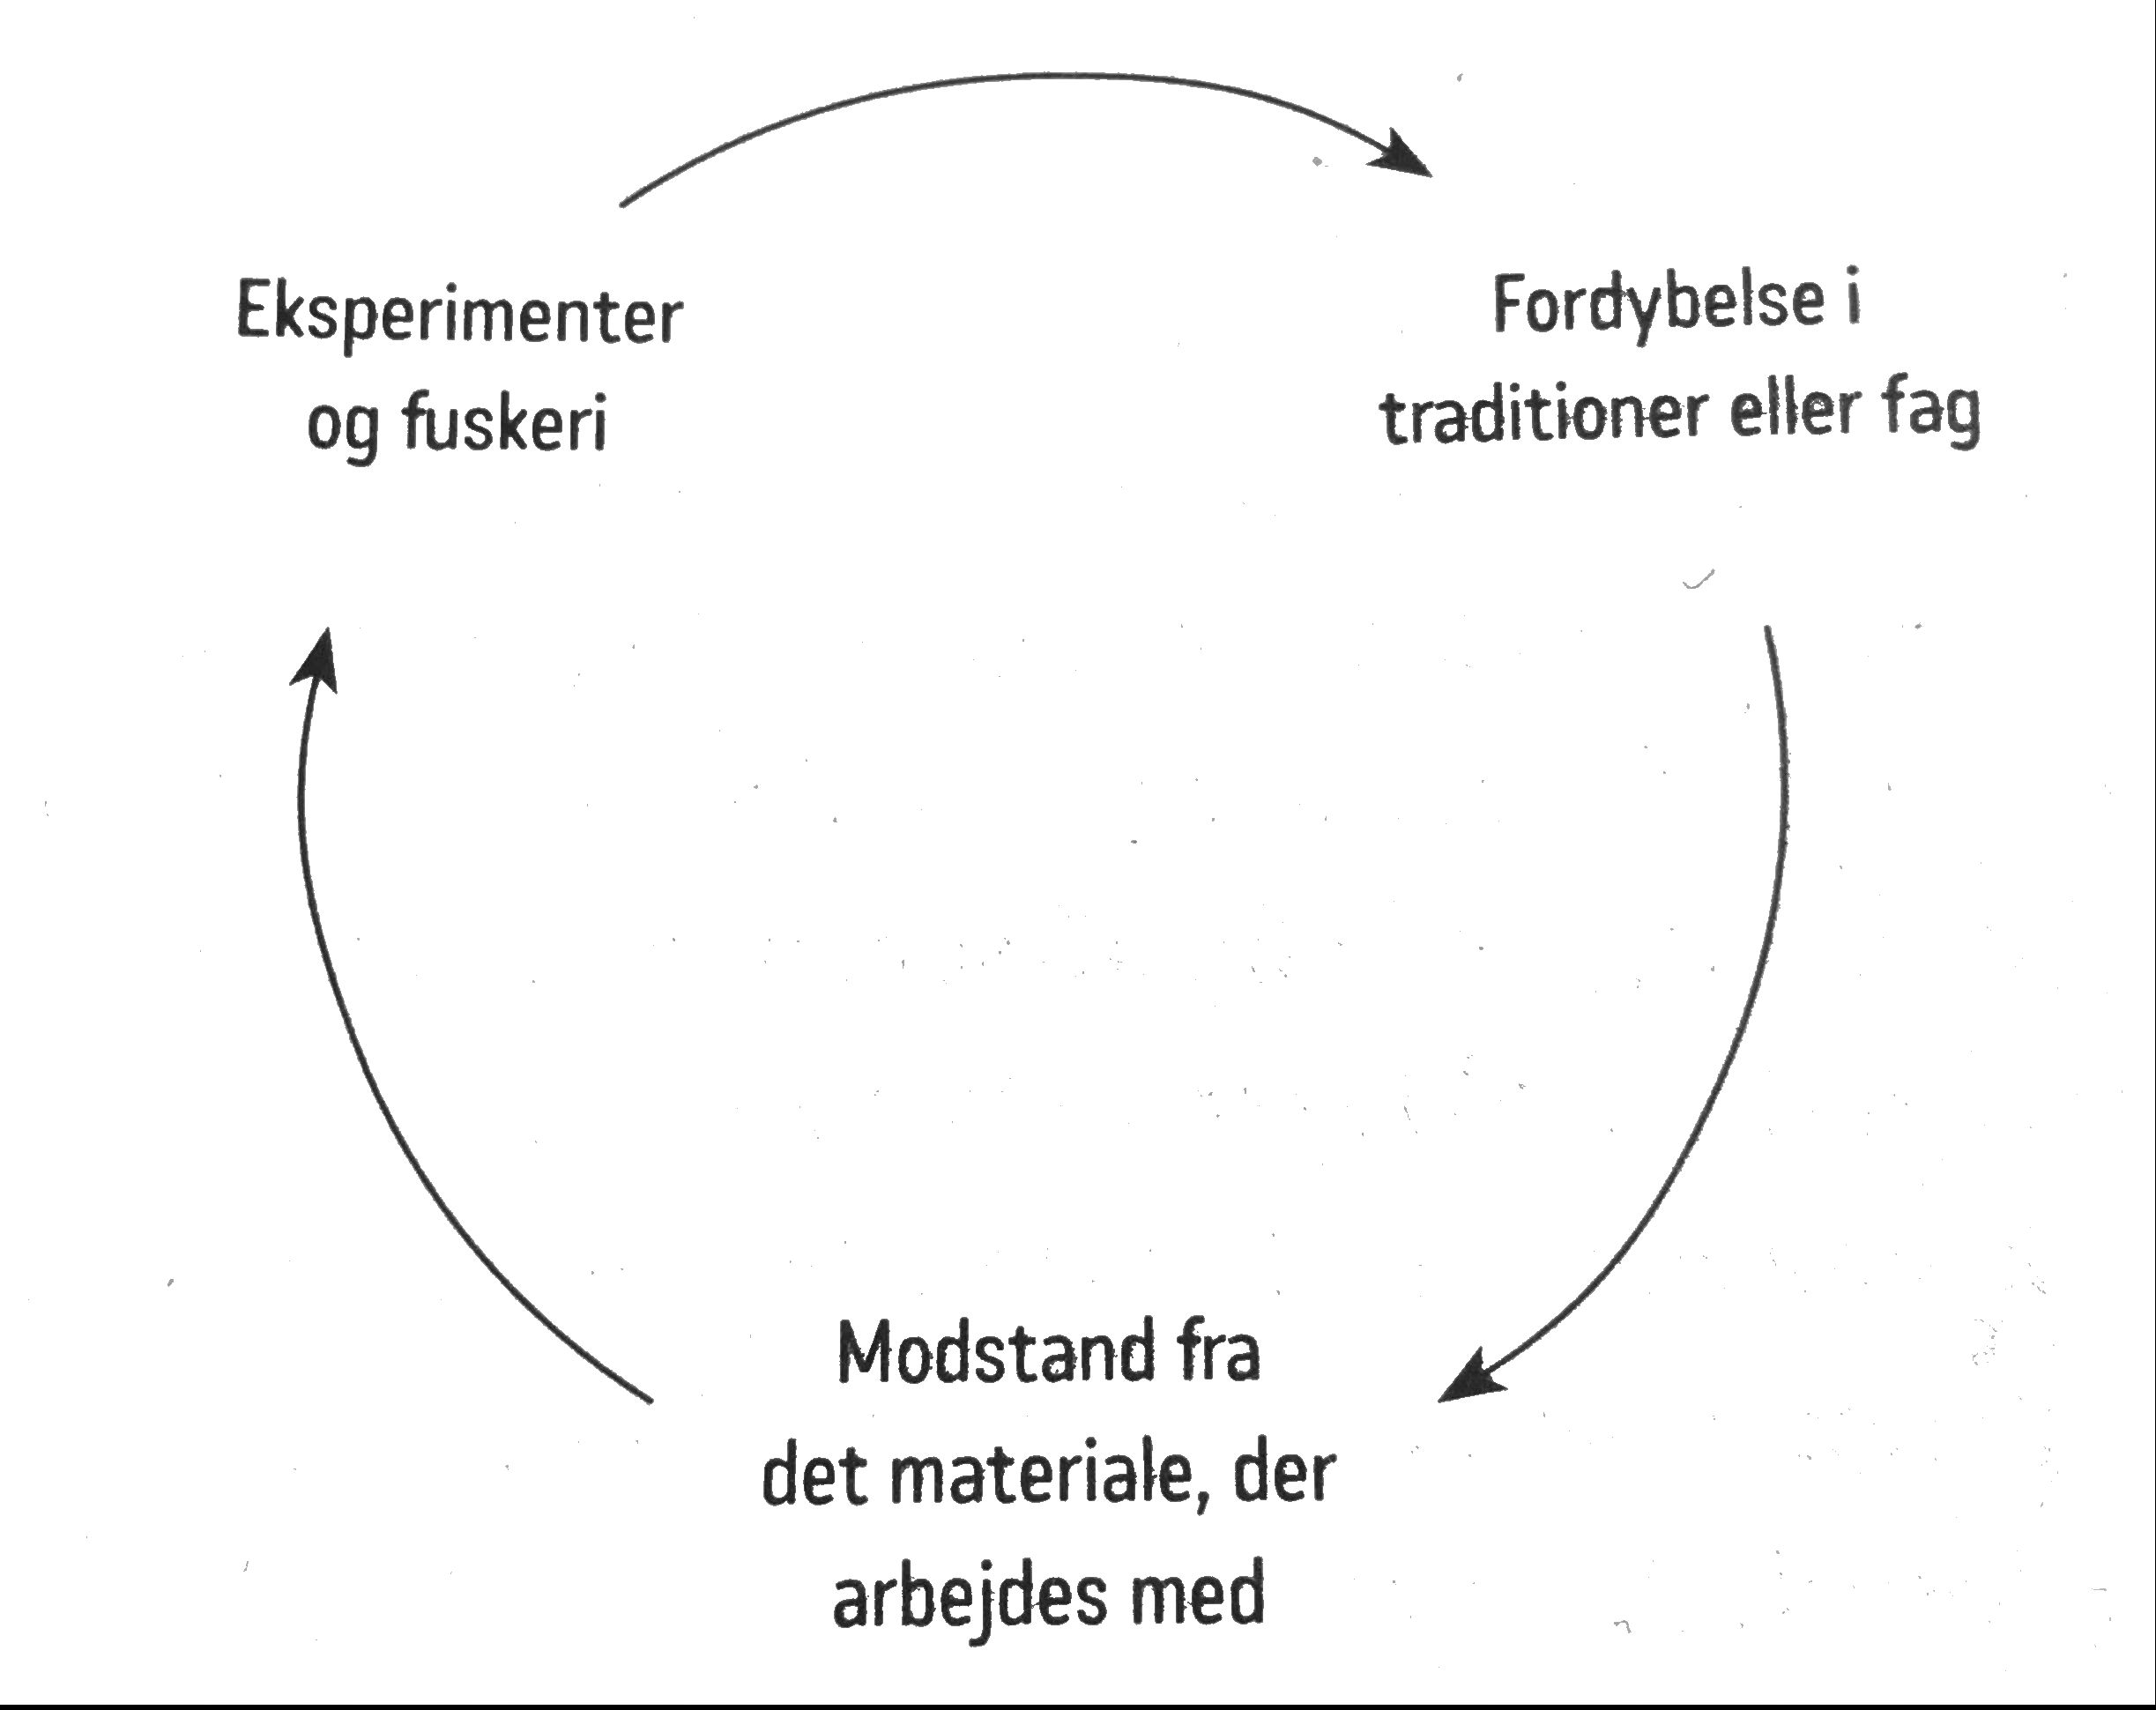 Eksperimenter
og fuskeri
Fordybelse i
traditioner eller fag
Modstand fra
det materiale, der
arbejdes med